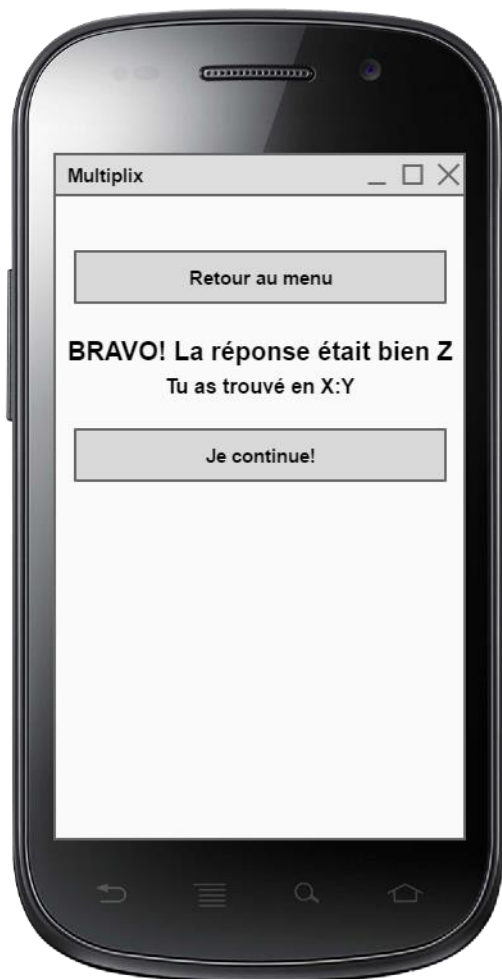 Multiplix
Retour au menu
BRAVO! La réponse était bien Z
Tu as trouvé en X:Y
Je continue!